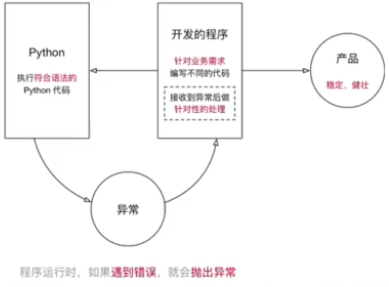 Python
执行符合语法的
Python 代码
开发的程序
针对业务需求
编写不同的代码
接收到异常后做
针对性的处理
产品
稳定、健壮
异常
程序运行时，如果遇到错误，就会抛出异常